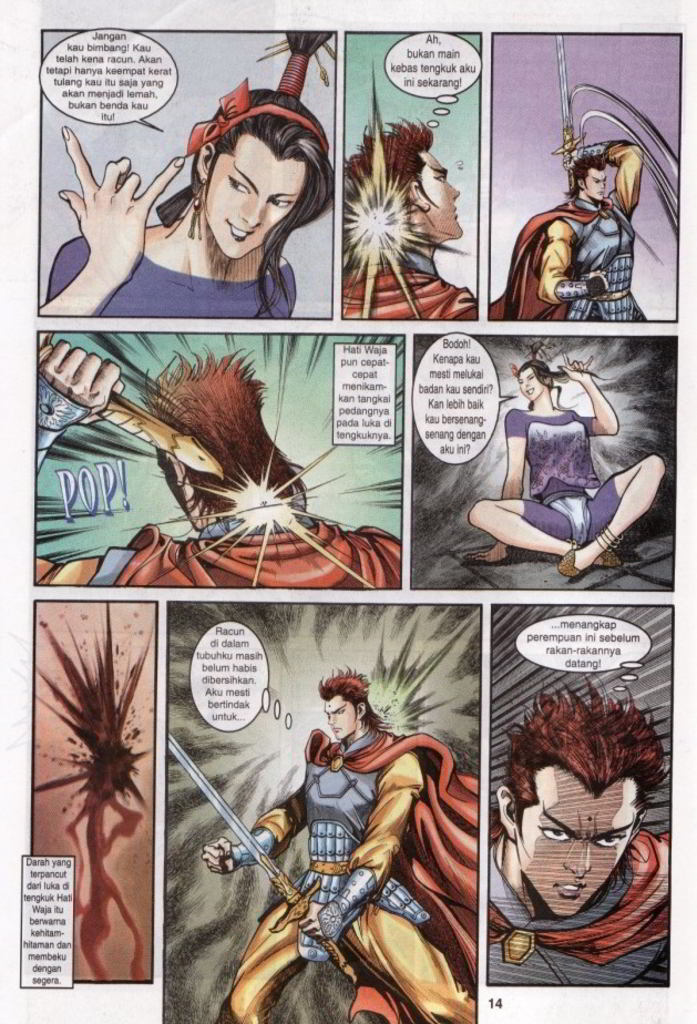 Jangan
kau bimbang! Kau
telah kena racun. Akan
tetapi hanya keempat kerat
tulang kau itu saja yang
akan menjadi lemah,
bukan benda kau
itu!
Ah,
bukan main
kebas tengkuk aku
ini sekarang!
Hati Waja
pun cepat-
cepat
menikam-
kan tangkai
pedangnya
pada luka di
tengkuknya.
POP!
Bodoh!
Kenapa kau
mesti melukai
badan kau sendiri?
Kan lebih baik
kau bersenang-
senang dengan
aku ini?
Darah yang
terpancut
dari luka di
tengkuk Hati
Waja itu
berwarna
kehitam-
hitaman dan
membeku
dengan
segera.
Racun
di dalam
tubuhku masih
belum habis
dibersihkan.
Aku mesti
bertindak
untuk...
...menangkap
perempuan ini sebelum
rakan-rakannya
datang!
14